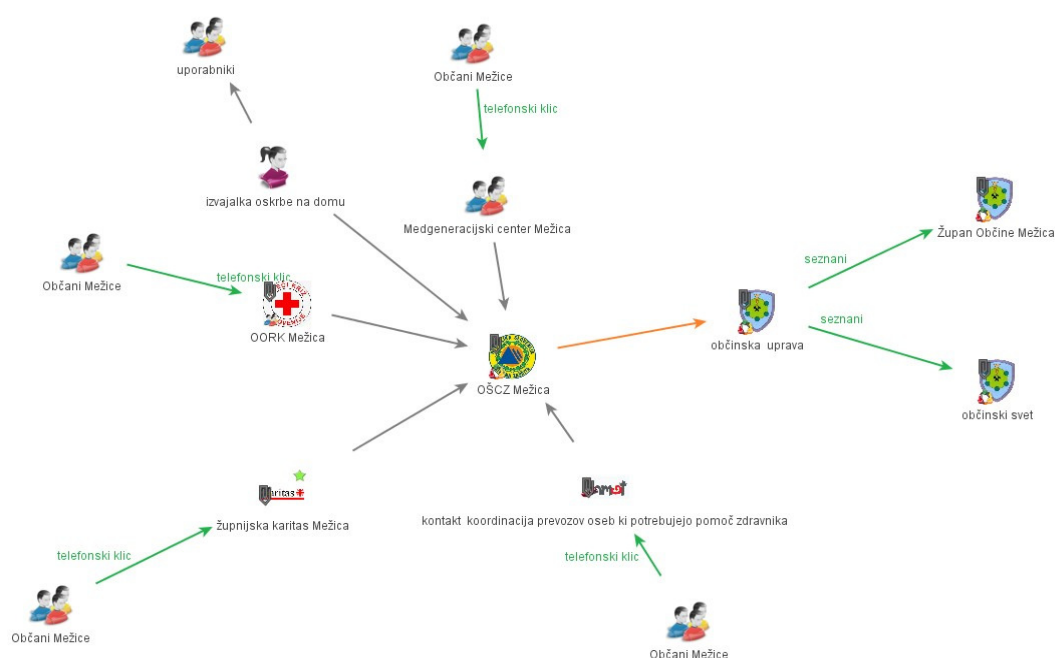 uporabniki
Občani Mežice
telefonski klic
izvajalka oskrbe na domu
Medgeneracijski center Mežica
Župan Občine Mežica
seznani
Občani Mežice
telefonski klic
OORK Mežica
seznani
občinska uprava
OŠCZ Mežica
občinski svet
karitas
župnijska karitas Mežica
kontakt koordinacija prevozov oseb ki potrebujejo pomoč zdravnika
telefonski klic
telefonski klic
Občani Mežice
Občani Mežice